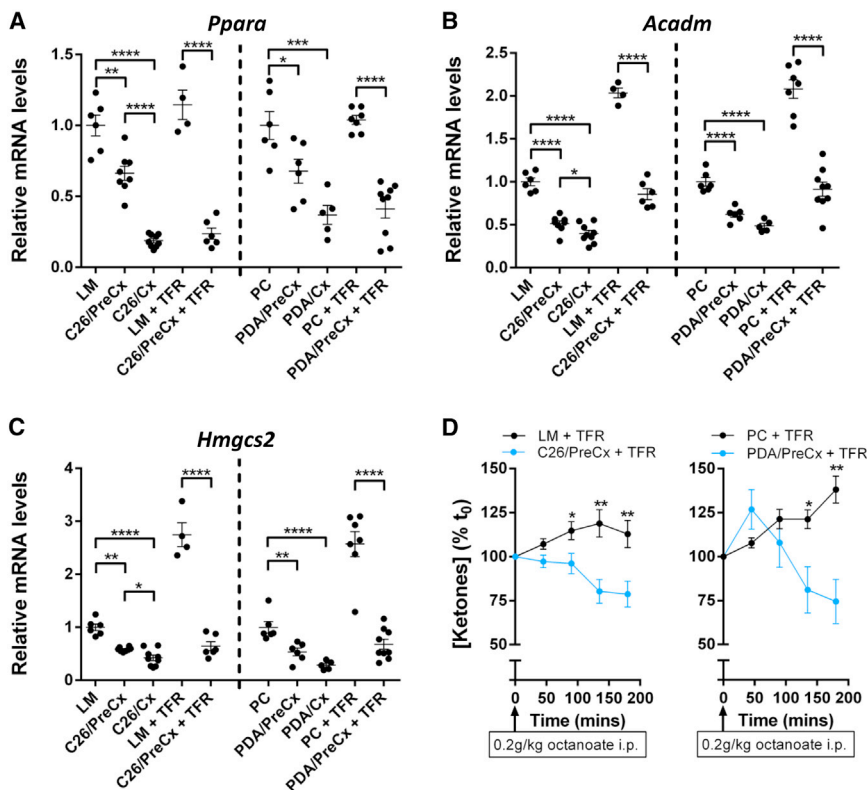 A
Ppara
Relative mRNA levels
1.5
1.0
0.5
0.0
****
**
****
****
***
*
****
LM
C26/PreCx
C26/Cx
LM + TFR
C26/PreCx + TFR
PC
PDA/PreCx
PDA/Cx
PC + TFR
PDA/PreCx + TFR
B
Acadm
Relative mRNA levels
2.5
2.0
1.5
1.0
0.5
0.0
****
****
*
****
****
****
****
LM
C26/PreCx
C26/Cx
LM + TFR
C26/PreCx + TFR
PC
PDA/PreCx
PDA/Cx
PC + TFR
PDA/PreCx + TFR
C
Hmgcs2
Relative mRNA levels
4
3
2
1
0
****
**
*
****
****
**
****
LM
C26/PreCx
C26/Cx
LM + TFR
C26/PreCx + TFR
PC
PDA/PreCx
PDA/Cx
PC + TFR
PDA/PreCx + TFR
D
LM + TFR
C26/PreCx + TFR
[Ketones] (% t0)
150
125
100
75
50
* ** **
0 50 100 150 200
Time (mins)
0.2g/kg octanoate i.p.
PC + TFR
PDA/PreCx + TFR
150
125
100
75
50
* **
0 50 100 150 200
Time (mins)
0.2g/kg octanoate i.p.